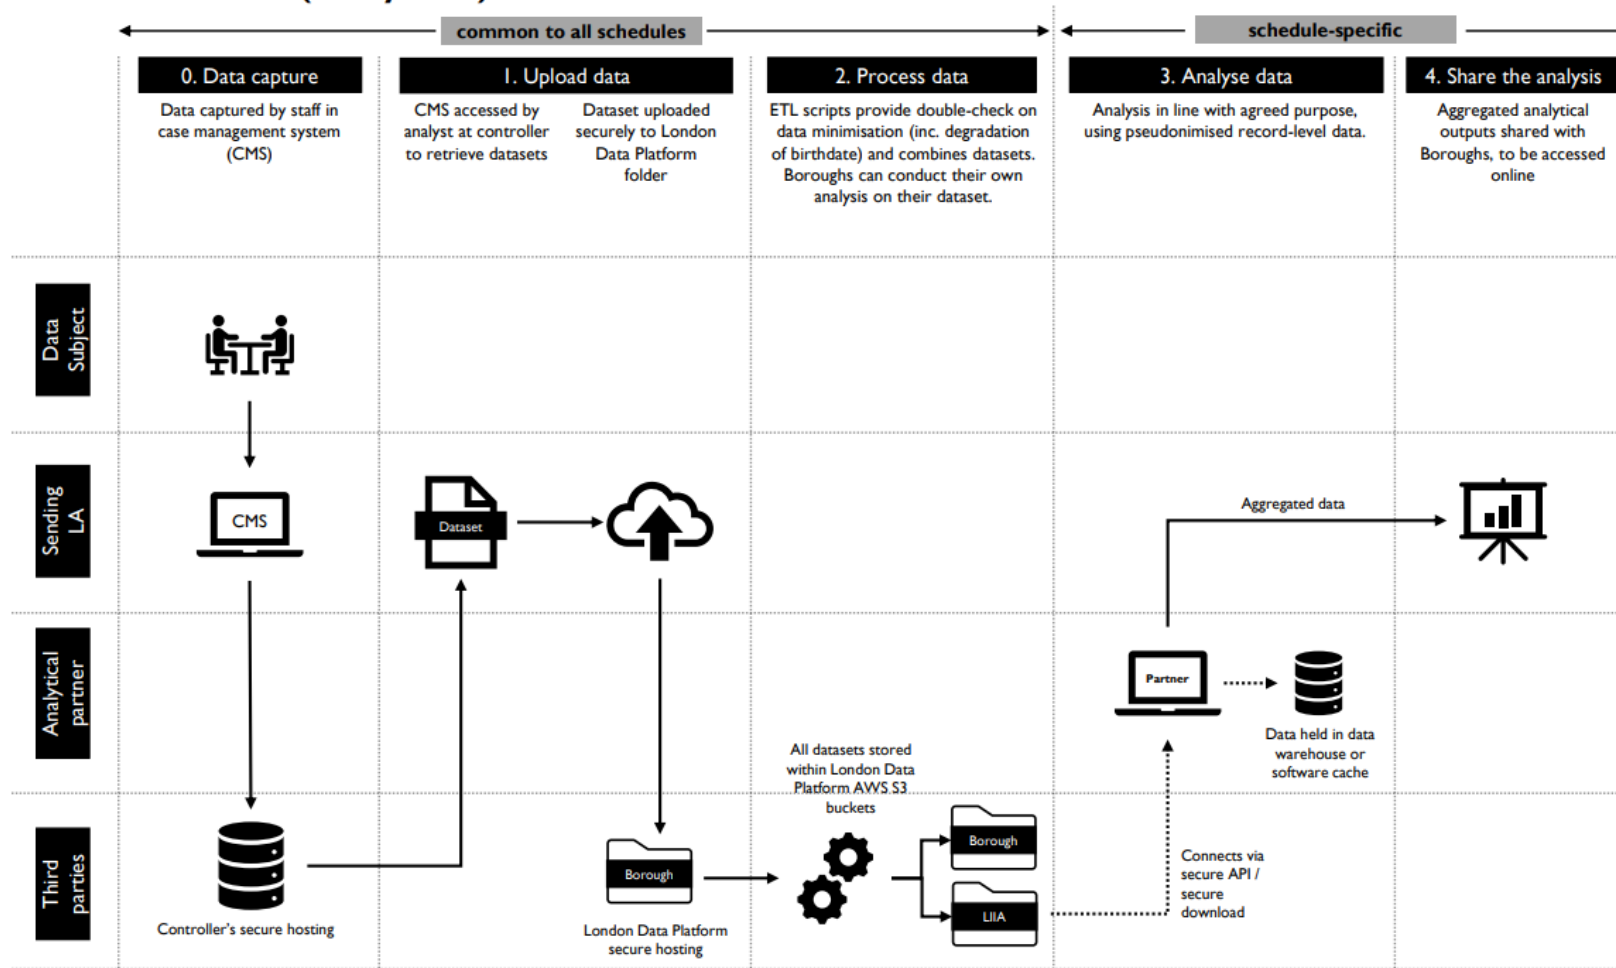 common to all schedules
schedule-specific
0. Data capture
1. Upload data
2. Process data
3. Analyse data
4. Share the analysis
Data captured by staff in
case management system
(CMS)
CMS accessed by
analyst at controller
to retrieve datasets
Dataset uploaded
securely to London
Data Platform
folder
ETL scripts provide double-check on
data minimisation (inc. degradation
of birthdate) and combines datasets.
Boroughs can conduct their own
analysis on their dataset.
Analysis in line with agreed purpose,
using pseudonimised record-level data.
Aggregated analytical
outputs shared with
Boroughs, to be accessed
online
Data
Subject
Sending
LA
CMS
Dataset
Aggregated data
Analytical
partner
Partner
Data held in data
warehouse or
software cache
All datasets stored
within London Data
Platform AWS S3
buckets
Third
parties
Controller's secure hosting
Borough
London Data Platform
secure hosting
Borough
LIIA
Connects via
secure API /
secure
download